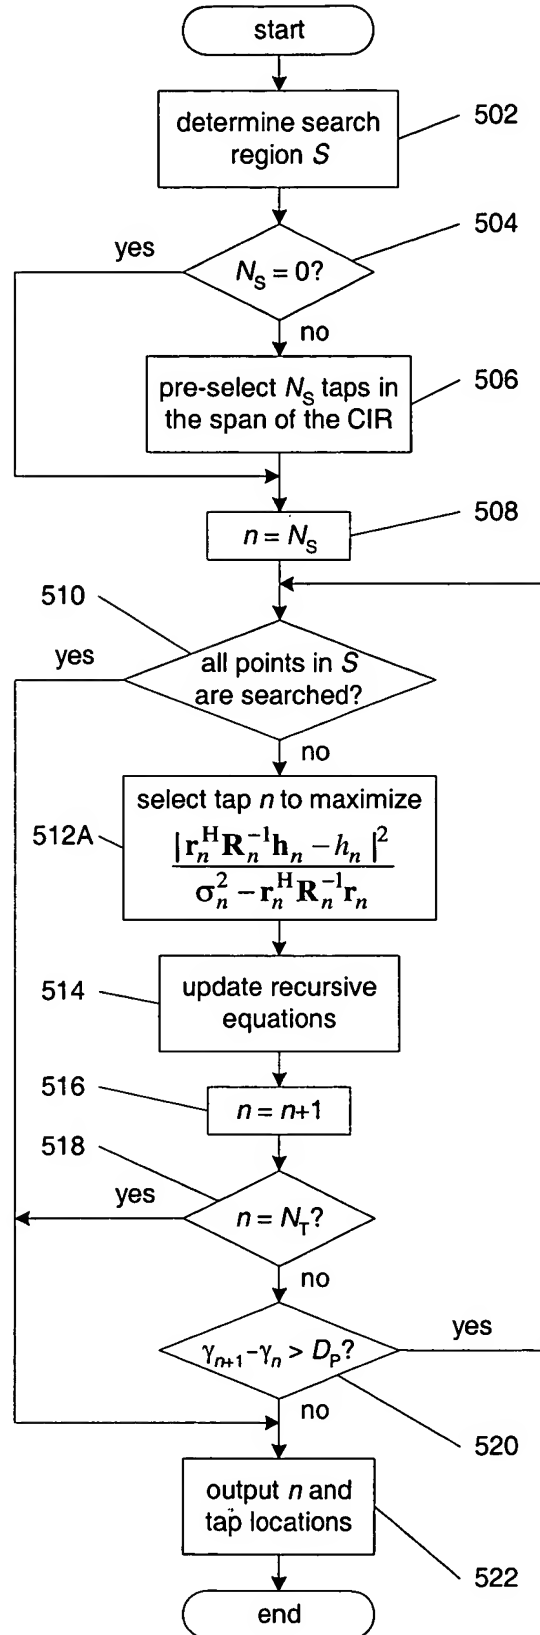 start
determine search
region S
502
504
yes
N_S = 0?
no
pre-select N_S taps in
the span of the CIR
506
n = N_S
508
510
yes
all points in S
are searched?
no
512A
select tap n to maximize
|r_n^H R_n^{-1} h_n – h_n|^2
σ_n^2 – r_n^H R_n^{-1} r_n
514
update recursive
equations
516
n = n+1
518
yes
n = N_T?
no
γ_{n+1}–γ_n > D_P?
yes
no
520
output n and
tap locations
522
end